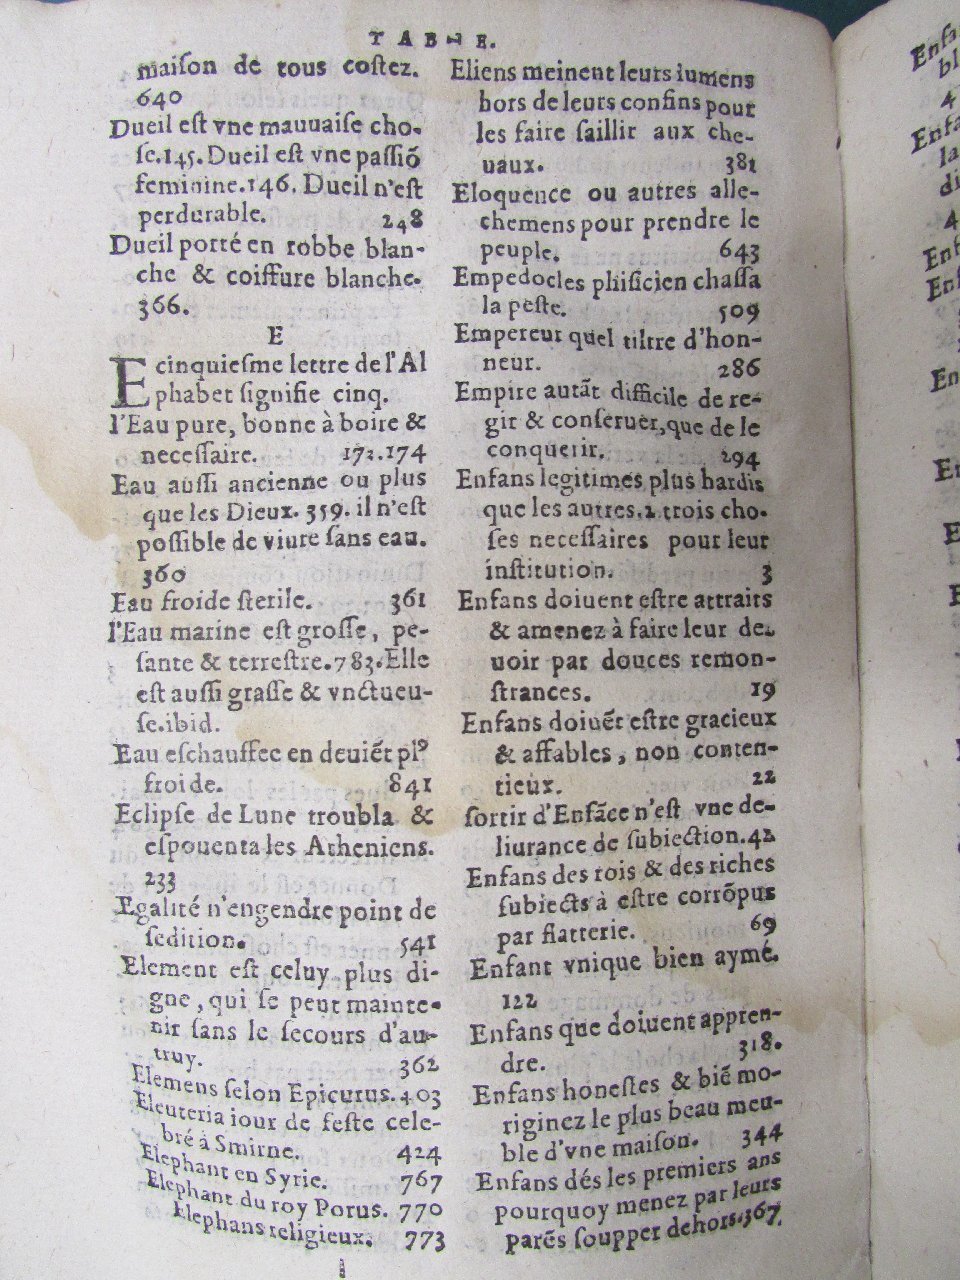 TABLE.
maiſon de tous coſtez.
640
Dueil eſt vne mauuaiſe cho-
ſe.145. Dueil eſt vne paſſiõ
feminine.146. Dueil n'eſt
perdurable. 248
Dueil porté en robbe blan-
che & coiffure blanche.
366.
E
E cinquieſme lettre de l'Al
phabet ſignifie cinq.
l'Eau pure, bonne à boire &
neceſſaire. 172.174
Eau auſſi ancienne ou plus
que les Dieux. 359. il n'eſt
poſſible de viure ſans eau.
360
Eau froide ſterile. 361
l'Eau marine eſt groſſe, pe-
ſante & terreſtre.783. Elle
eſt auſſi graſſe & vnctueu-
ſe.ibid.
Eau eſchauffee en deuiẽt plꝰ
froide. 841
Eclipſe de Lune troubla &
eſpouenta les Atheniens.
233
Egalité n'engendre point de
ſedition. 541
Element eſt celuy plus di-
gne, qui ſe peut mainte-
nir ſans le ſecours d'au-
truy. 362
Elemens ſelon Epicurus. 403
Eleuteria iour de feſte cele-
bré à Smirne. 424
Elephant en Syrie. 767
Elephant du roy Porus. 770
Elephans religieux. 773
Eliens meinent leurs iumens
hors de leurs confins pour
les faire ſaillir aux che-
uaux. 381
Eloquence ou autres alle-
chemens pour prendre le
peuple. 643
Empedocles phiſicien chaſſa
la peſte. 509
Empereur quel tiltre d'hon-
neur. 286
Empire autãt difficile de re-
gir & conſeruer, que de le
conquerir. 294
Enfans legitimes plus hardis
que les autres.2 trois cho-
ſes neceſſaires pour leur
inſtitution. 3
Enfans doiuent eſtre attraits
& amenez à faire leur de-
uoir par douces remon-
ſtrances. 19
Enfans doiuẽt eſtre gracieux
& affables, non conten-
tieux. 22
ſortir d'Enfãce n'eſt vne de-
liurance de ſubiection. 42
Enfans des rois & des riches
ſubiects à eſtre corrõpus
par flatterie. 69
Enfant vnique bien aymé.
122
Enfans que doiuent appren-
dre. 318.
Enfans honeſtes & biẽ mo-
riginez le plus beau meu-
ble d'vne maiſon. 344
Enfans dés les premiers ans
pourquoy menez par leurs
parẽs ſoupper dehors.367.